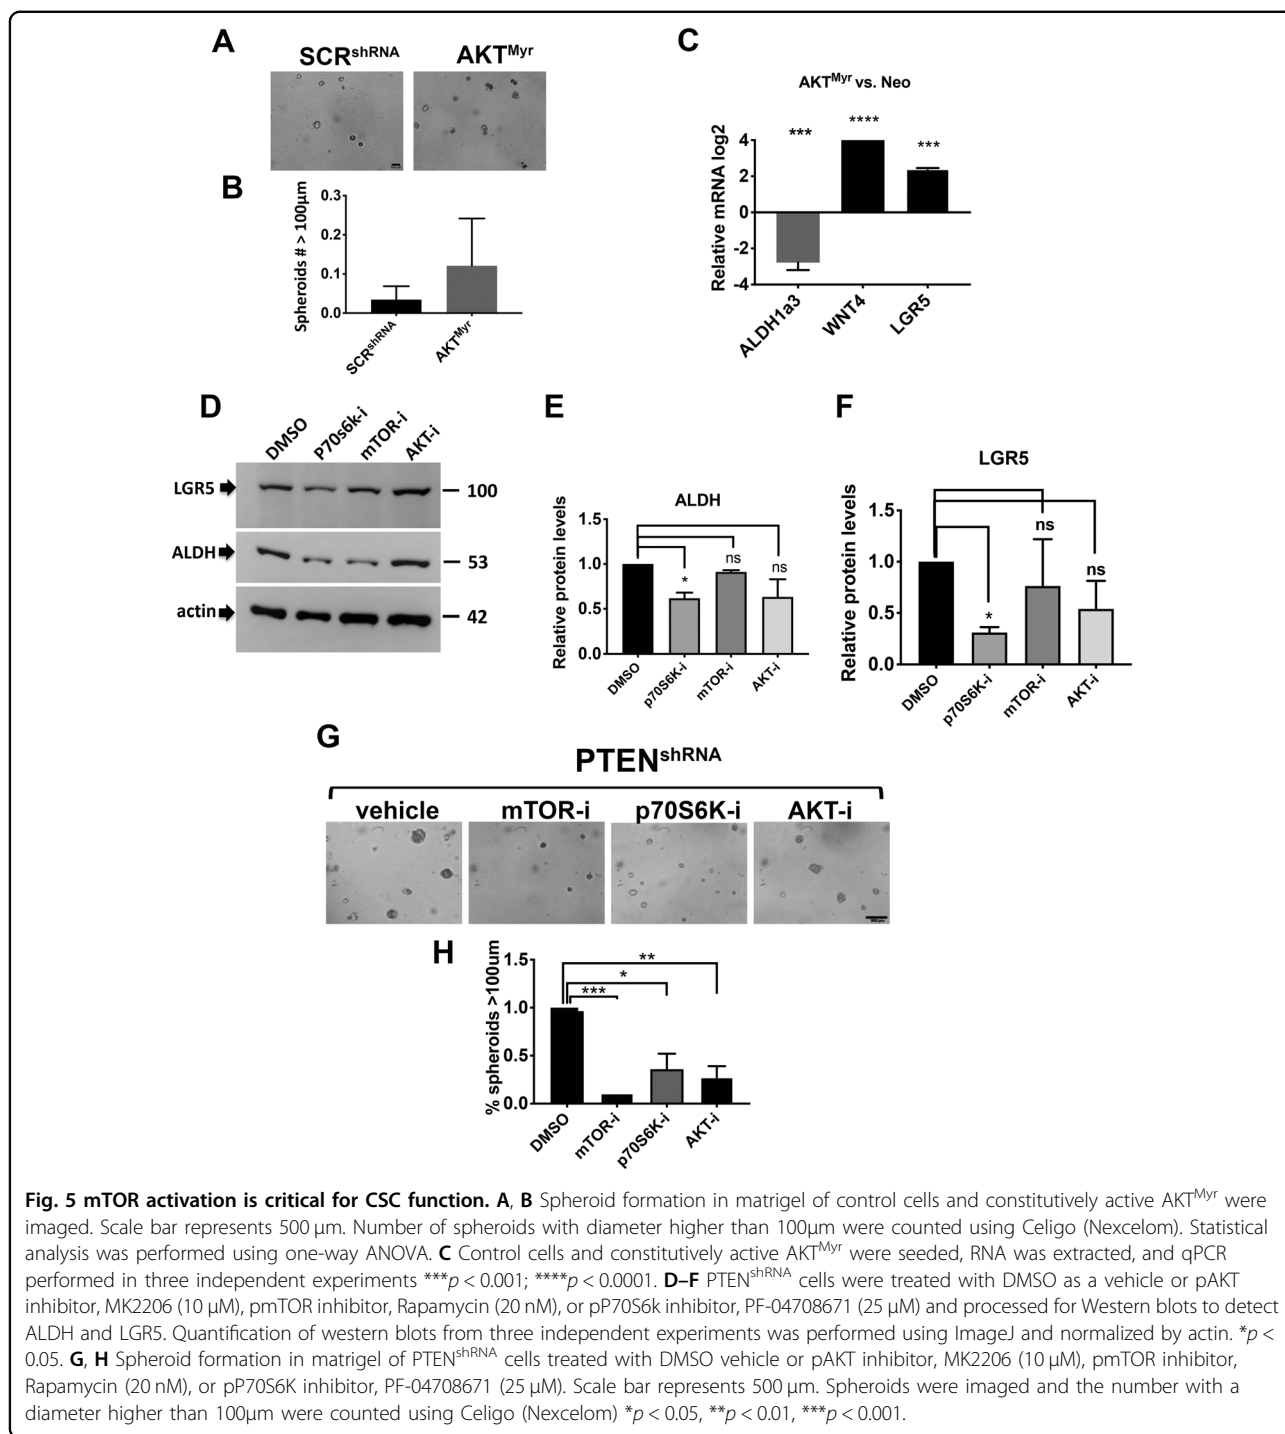 A
SCRshRNA
AKTMyr
B
Spheroids # > 100μm
0.3
0.2
0.1
0.0
SCRshRNA
AKTMyr
C
AKTMyr vs. Neo
Relative mRNA log2
4
2
0
-2
-4
***
****
***
ALDH1a3
WNT4
LGR5
D
DMSO
P70s6k-i
mTOR-i
AKT-i
LGR5
100
ALDH
53
actin
42
E
ALDH
Relative protein levels
1.5
1.0
0.5
0.0
*
ns
ns
DMSO
p70S6K-i
mTOR-i
AKT-i
F
LGR5
Relative protein levels
1.5
1.0
0.5
0.0
*
ns
ns
DMSO
p70S6K-i
mTOR-i
AKT-i
G
PTENshRNA
vehicle
mTOR-i
p70S6K-i
AKT-i
H
% spheroids >100um
1.5
1.0
0.5
0.0
**
*
***
DMSO
mTOR-i
p70S6K-i
AKT-i
Fig. 5 mTOR activation is critical for CSC function. A, B Spheroid formation in matrigel of control cells and constitutively active AKTMyr were
imaged. Scale bar represents 500 μm. Number of spheroids with diameter higher than 100μm were counted using Celigo (Nexcelom). Statistical
analysis was performed using one-way ANOVA. C Control cells and constitutively active AKTMyr were seeded, RNA was extracted, and qPCR
performed in three independent experiments ***p < 0.001; ****p < 0.0001. D–F PTENshRNA cells were treated with DMSO as a vehicle or pAKT
inhibitor, MK2206 (10 μM), pmTOR inhibitor, Rapamycin (20 nM), or pP70S6k inhibitor, PF-04708671 (25 μM) and processed for Western blots to detect
ALDH and LGR5. Quantification of western blots from three independent experiments was performed using ImageJ and normalized by actin. *p <
0.05. G, H Spheroid formation in matrigel of PTENshRNA cells treated with DMSO vehicle or pAKT inhibitor, MK2206 (10 μM), pmTOR inhibitor,
Rapamycin (20 nM), or pP70S6K inhibitor, PF-04708671 (25 μM). Scale bar represents 500 μm. Spheroids were imaged and the number with a
diameter higher than 100μm were counted using Celigo (Nexcelom) *p < 0.05, **p < 0.01, ***p < 0.001.